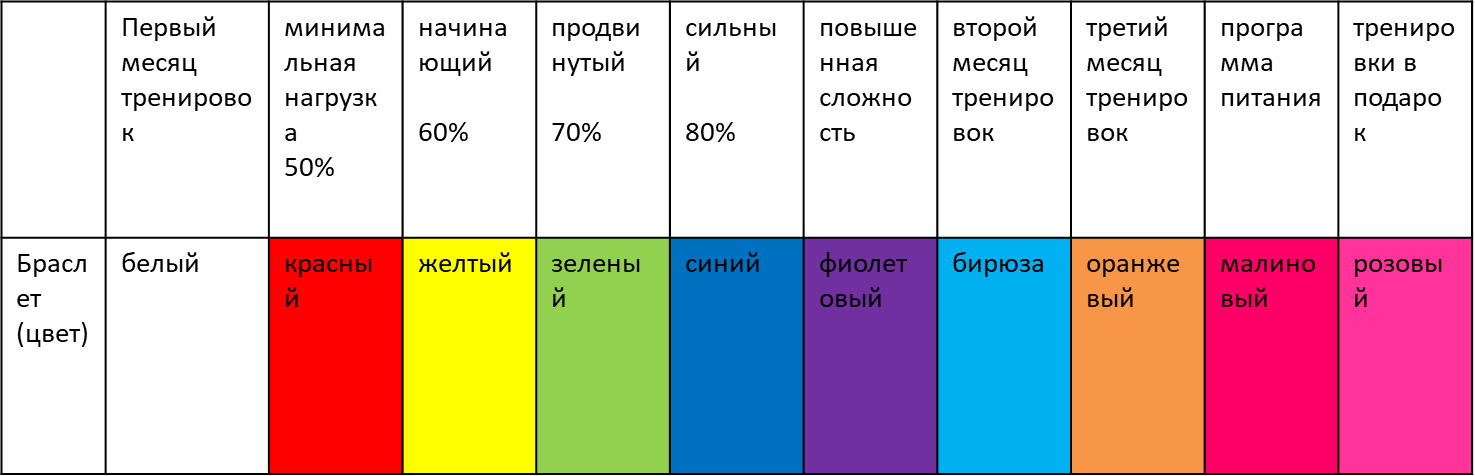 Первый
месяц
трениров о
к
минима
льная
нагрузк
а
50%
начина
ющий
60%
продви
нутый
70%
сильны
й
80%
повыше
нная
сложно
сть
второй
месяц
трениро
вок
третий
месяц
трениро
вок
програ
мма
питания
трениро
вки в
подаро
к
Брасл
ет
(цвет)
белый
красны
й
желтый
зелены
й
синий
фиолет
овый
бирюза
оранже
вый
малино
вый
розовы
й